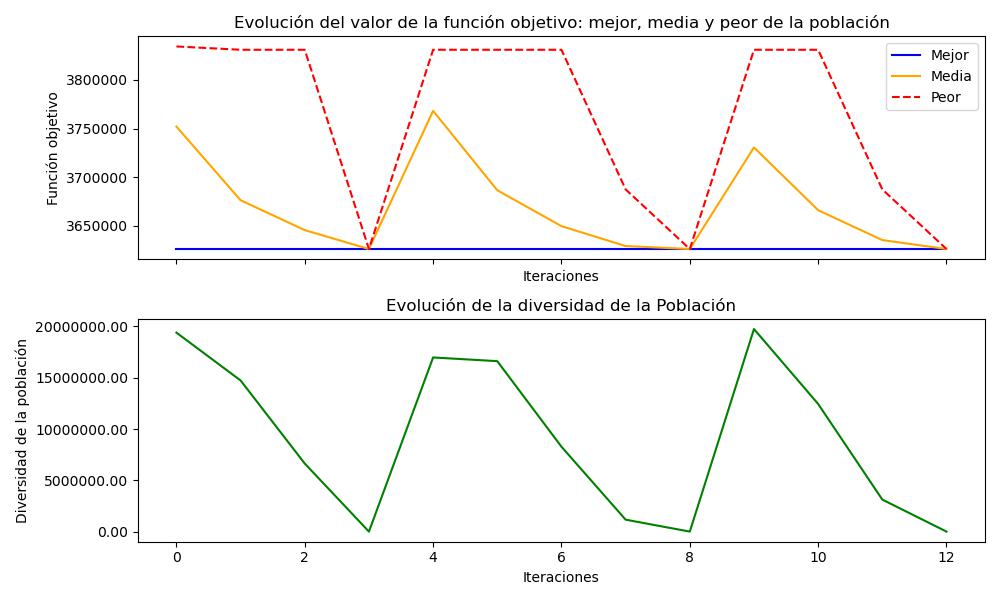 Evolución del valor de la función objetivo: mejor, media y peor de la población
Función objetivo
3800000
3750000
3700000
3650000
Mejor
Media
Peor
Iteraciones
Evolución de la diversidad de la Población
Diversidad de la población
20000000.00
15000000.00
10000000.00
5000000.00
0.00
0 2 4 6 8 10 12
Iteraciones